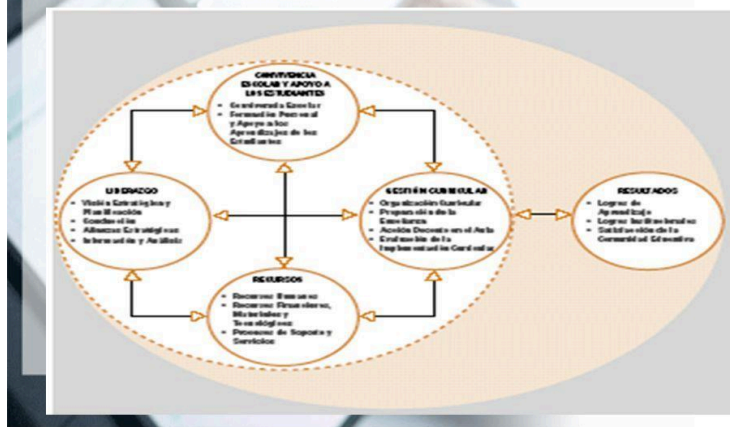 CONVIVENCIA
ESCOLAR Y APOYO A
LOS ESTUDIANTES
• Convivencia Escolar
• Formación Personal
y Apoyo a los
Aprendizajes de los
Estudiantes
LIDERAZGO
• Visión Estratégica y
Planificación
• Conducción
• Alianzas Estratégicas
• Información y Análisis
GESTIÓN CURRICULAR
• Organización Curricular
• Preparación de la
Enseñanza
• Acción Docente en el Aula
• Evaluación de la
Implementación Curricular
RESULTADOS
• Logros de
Aprendizaje
• Logros Institucionales
• Satisfacción de la
Comunidad Educativa
RECURSOS
• Recursos Humanos
• Recursos Financieros,
Materiales y
Tecnológicos
• Procesos de Soporte y
Servicios